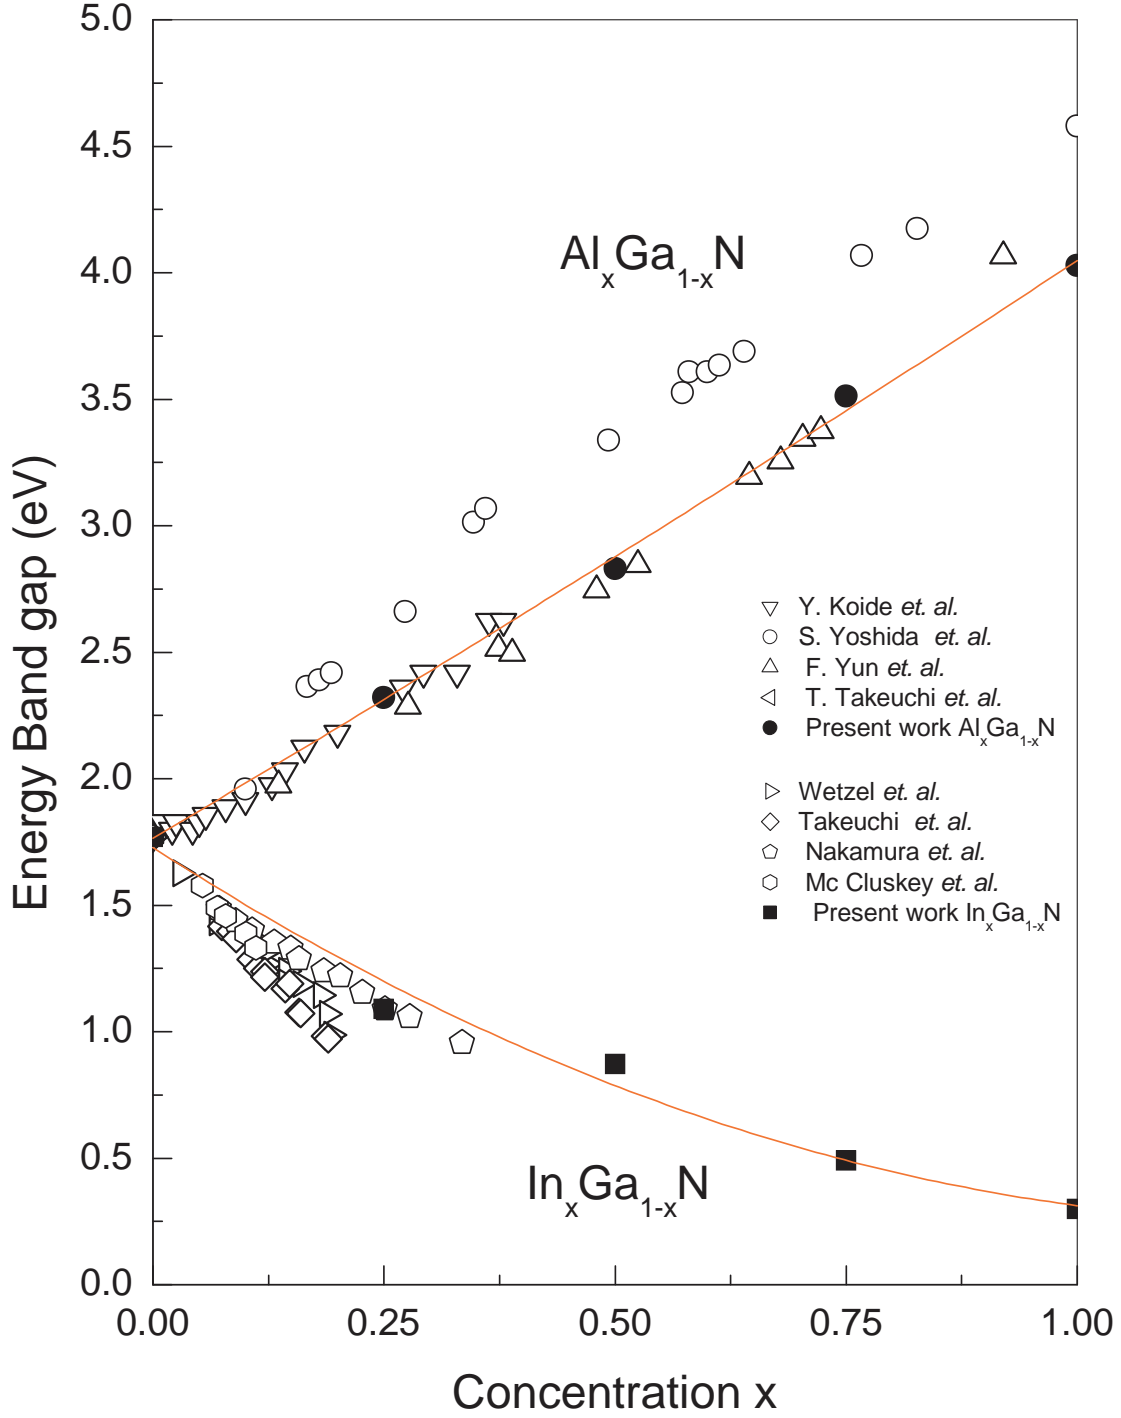 5.0
4.5
4.0
3.5
3.0
2.5
2.0
1.5
1.0
0.5
0.0
Energy Band gap (eV)
AlxGa1-xN
Y. Koide et. al.
S. Yoshida et. al.
F. Yun et. al.
T. Takeuchi et. al.
Present work AlxGa1-xN
Wetzel et. al.
Takeuchi et. al.
Nakamura et. al.
Mc Cluskey et. al.
Present work InxGa1-xN
InxGa1-xN
0.00 0.25 0.50 0.75 1.00
Concentration x